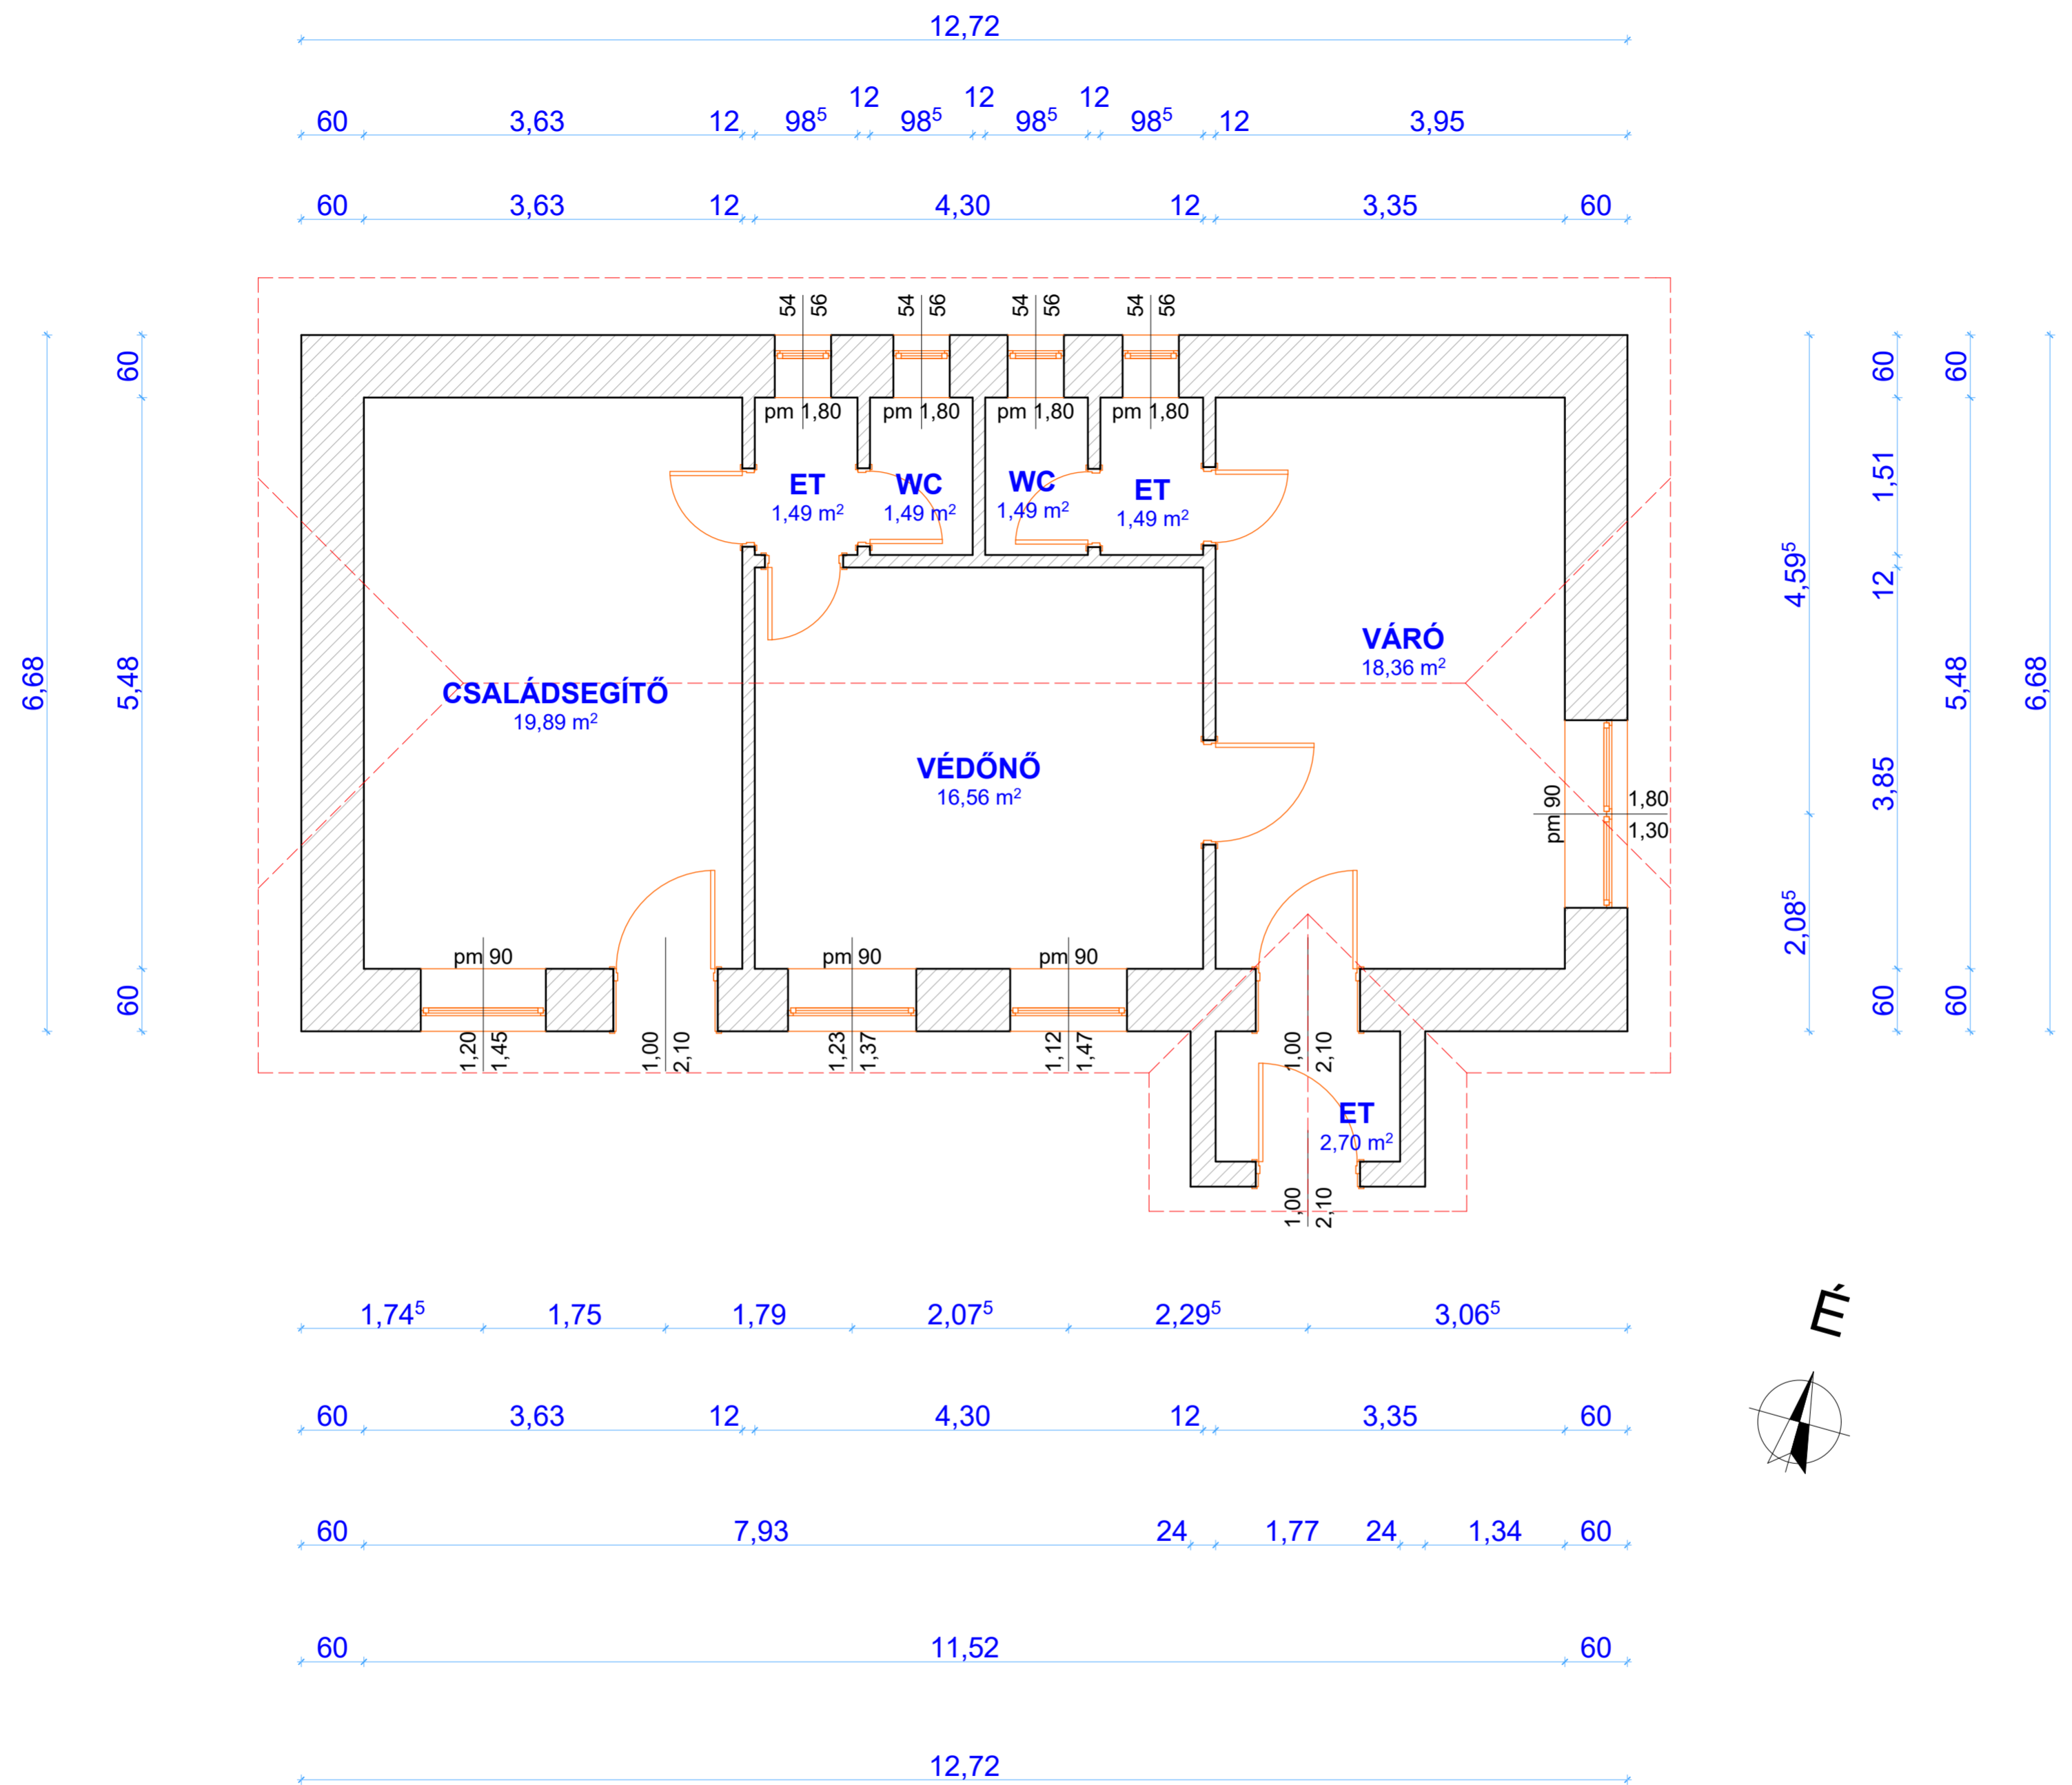 12,72
12 12 12
60 3,63 12 98⁵ 98⁵ 98⁵ 98⁵ 12 3,95
60 3,63 12 4,30 12 3,35 60
54 56 54 56 54 56 54 56
pm 1,80 pm 1,80 pm 1,80 pm 1,80
ET
1,49 m²
WC
1,49 m²
WC
1,49 m²
ET
1,49 m²
CSALÁDSEGÍTŐ
19,89 m²
VÉDŐNŐ
16,56 m²
VÁRÓ
18,36 m²
6,68
60
5,48
60
pm 90
1,80
1,30
4,59⁵
2,08⁵
60
1,51
12
3,85
60
60
5,48
60
6,68
pm 90 pm 90 pm 90
1,20 1,45 1,00 2,10 1,23 1,37 1,12 1,47 1,00 2,10
ET
2,70 m²
1,00 2,10
É
1,74⁵ 1,75 1,79 2,07⁵ 2,29⁵ 3,06⁵
60 3,63 12 4,30 12 3,35 60
60 7,93 24 1,77 24 1,34 60
60 11,52 60
12,72